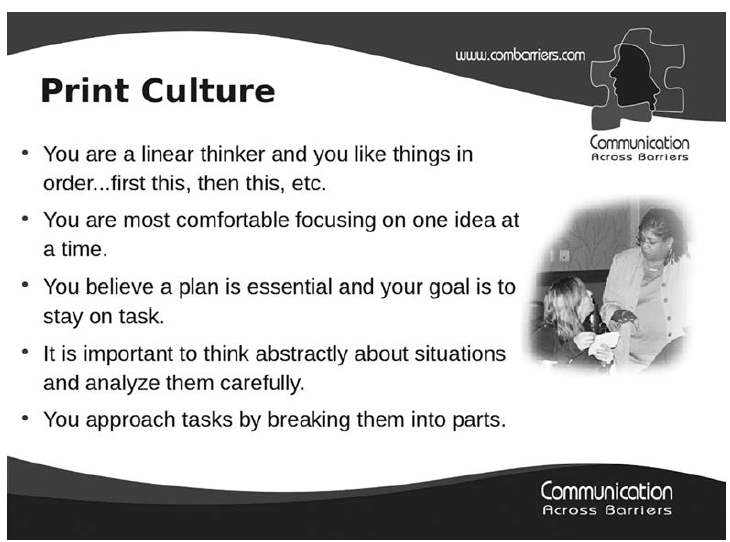 www.combarriers.com
Print Culture
Communication
Across Barriers
• You are a linear thinker and you like things in
order...first this, then this, etc.
• You are most comfortable focusing on one idea at
a time.
• You believe a plan is essential and your goal is to
stay on task.
• It is important to think abstractly about situations
and analyze them carefully.
• You approach tasks by breaking them into parts.
Communication
Across Barriers